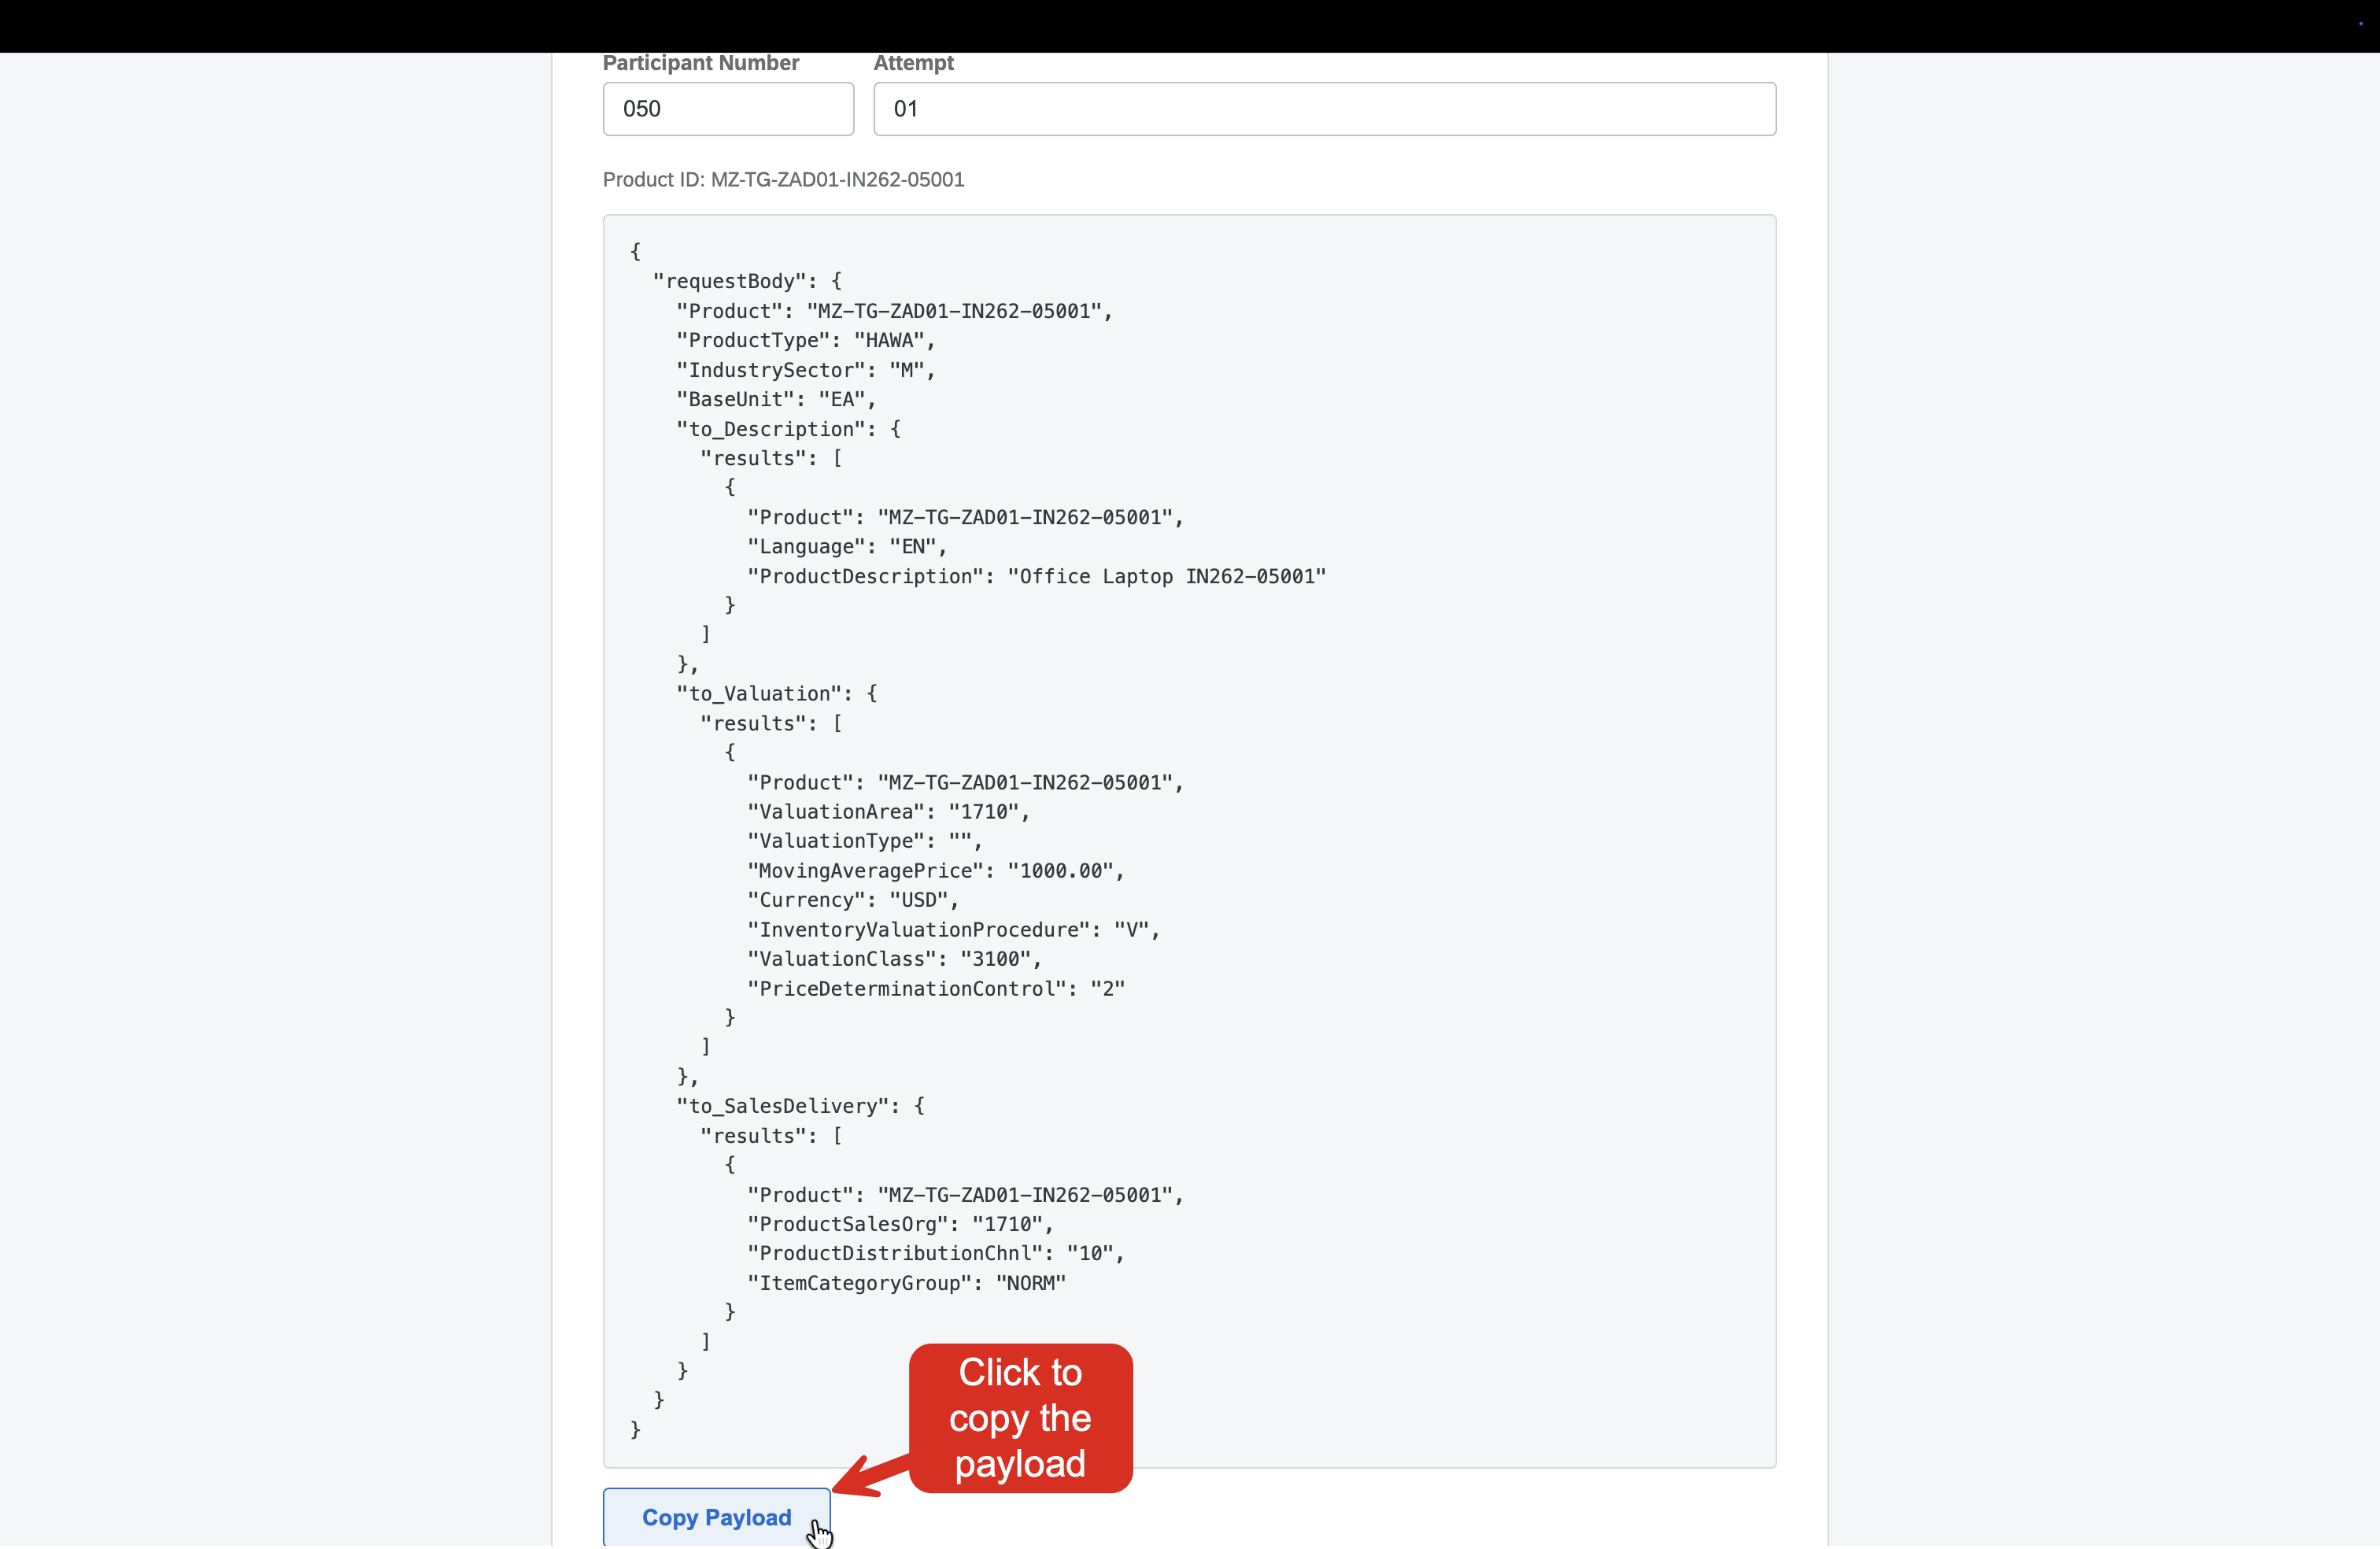 Participant Number
Attempt
050
01
Product ID: MZ-TG-ZAD01-IN262-05001
{
"requestBody": {
"Product": "MZ-TG-ZAD01-IN262-05001",
"ProductType": "HAWA",
"IndustrySector": "M",
"BaseUnit": "EA",
"to_Description": {
"results": [
{
"Product": "MZ-TG-ZAD01-IN262-05001",
"Language": "EN",
"ProductDescription": "Office Laptop IN262-05001"
}
]
},
"to_Valuation": {
"results": [
{
"Product": "MZ-TG-ZAD01-IN262-05001",
"ValuationArea": "1710",
"ValuationType": "",
"MovingAveragePrice": "1000.00",
"Currency": "USD",
"InventoryValuationProcedure": "V",
"ValuationClass": "3100",
"PriceDeterminationControl": "2"
}
]
},
"to_SalesDelivery": {
"results": [
{
"Product": "MZ-TG-ZAD01-IN262-05001",
"ProductSalesOrg": "1710",
"ProductDistributionChnl": "10",
"ItemCategoryGroup": "NORM"
}
]
}
}
}
Click to
copy the
payload
Copy Payload